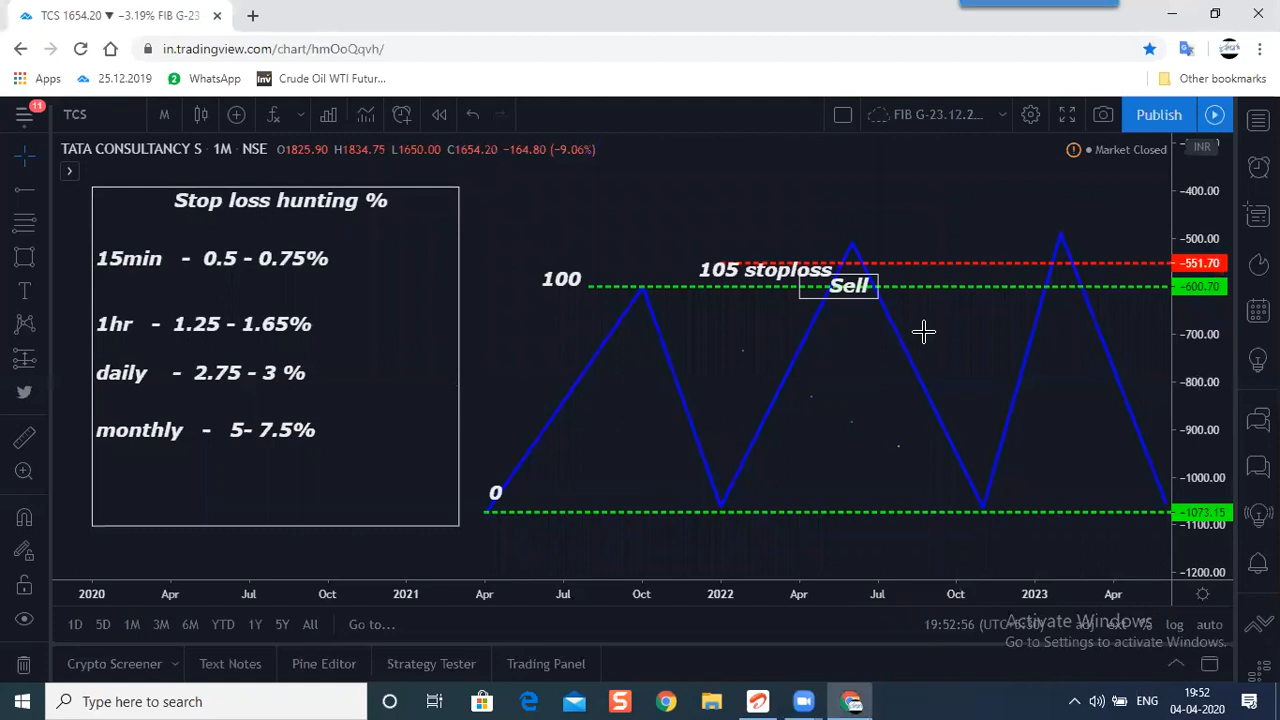 TCS 1654.20 ▼ −3.19% FIB G-23
in.tradingview.com/chart/hmOoQqvh/
Apps
25.12.2019
2 WhatsApp
Inv Crude Oil WTI Futur...
Other bookmarks
11
TCS
M
FIB G-23.12.2...
Publish
TATA CONSULTANCY S · 1M · NSE O1825.90 H1834.75 L1650.00 C1654.20 −164.80 (−9.06%)
Market Closed
INR
Stop loss hunting %
15min - 0.5 - 0.75%
1hr - 1.25 - 1.65%
daily - 2.75 - 3 %
monthly - 5- 7.5%
100
105 stoploss
Sell
0
−400.00
−500.00
−551.70
−600.70
−700.00
−800.00
−900.00
−1000.00
−1073.15
−1100.00
−1200.00
2020 Apr Jul Oct 2021 Apr Jul Oct 2022 Apr Jul Oct 2023 Apr
1D 5D 1M 3M 6M YTD 1Y 5Y All Go to...
19:52:56 (UTC+5:30) adj ext % log auto
Activate Windows
Go to Settings to activate Windows.
Crypto Screener Text Notes Pine Editor Strategy Tester Trading Panel
Type here to search
ENG
19:52
04-04-2020